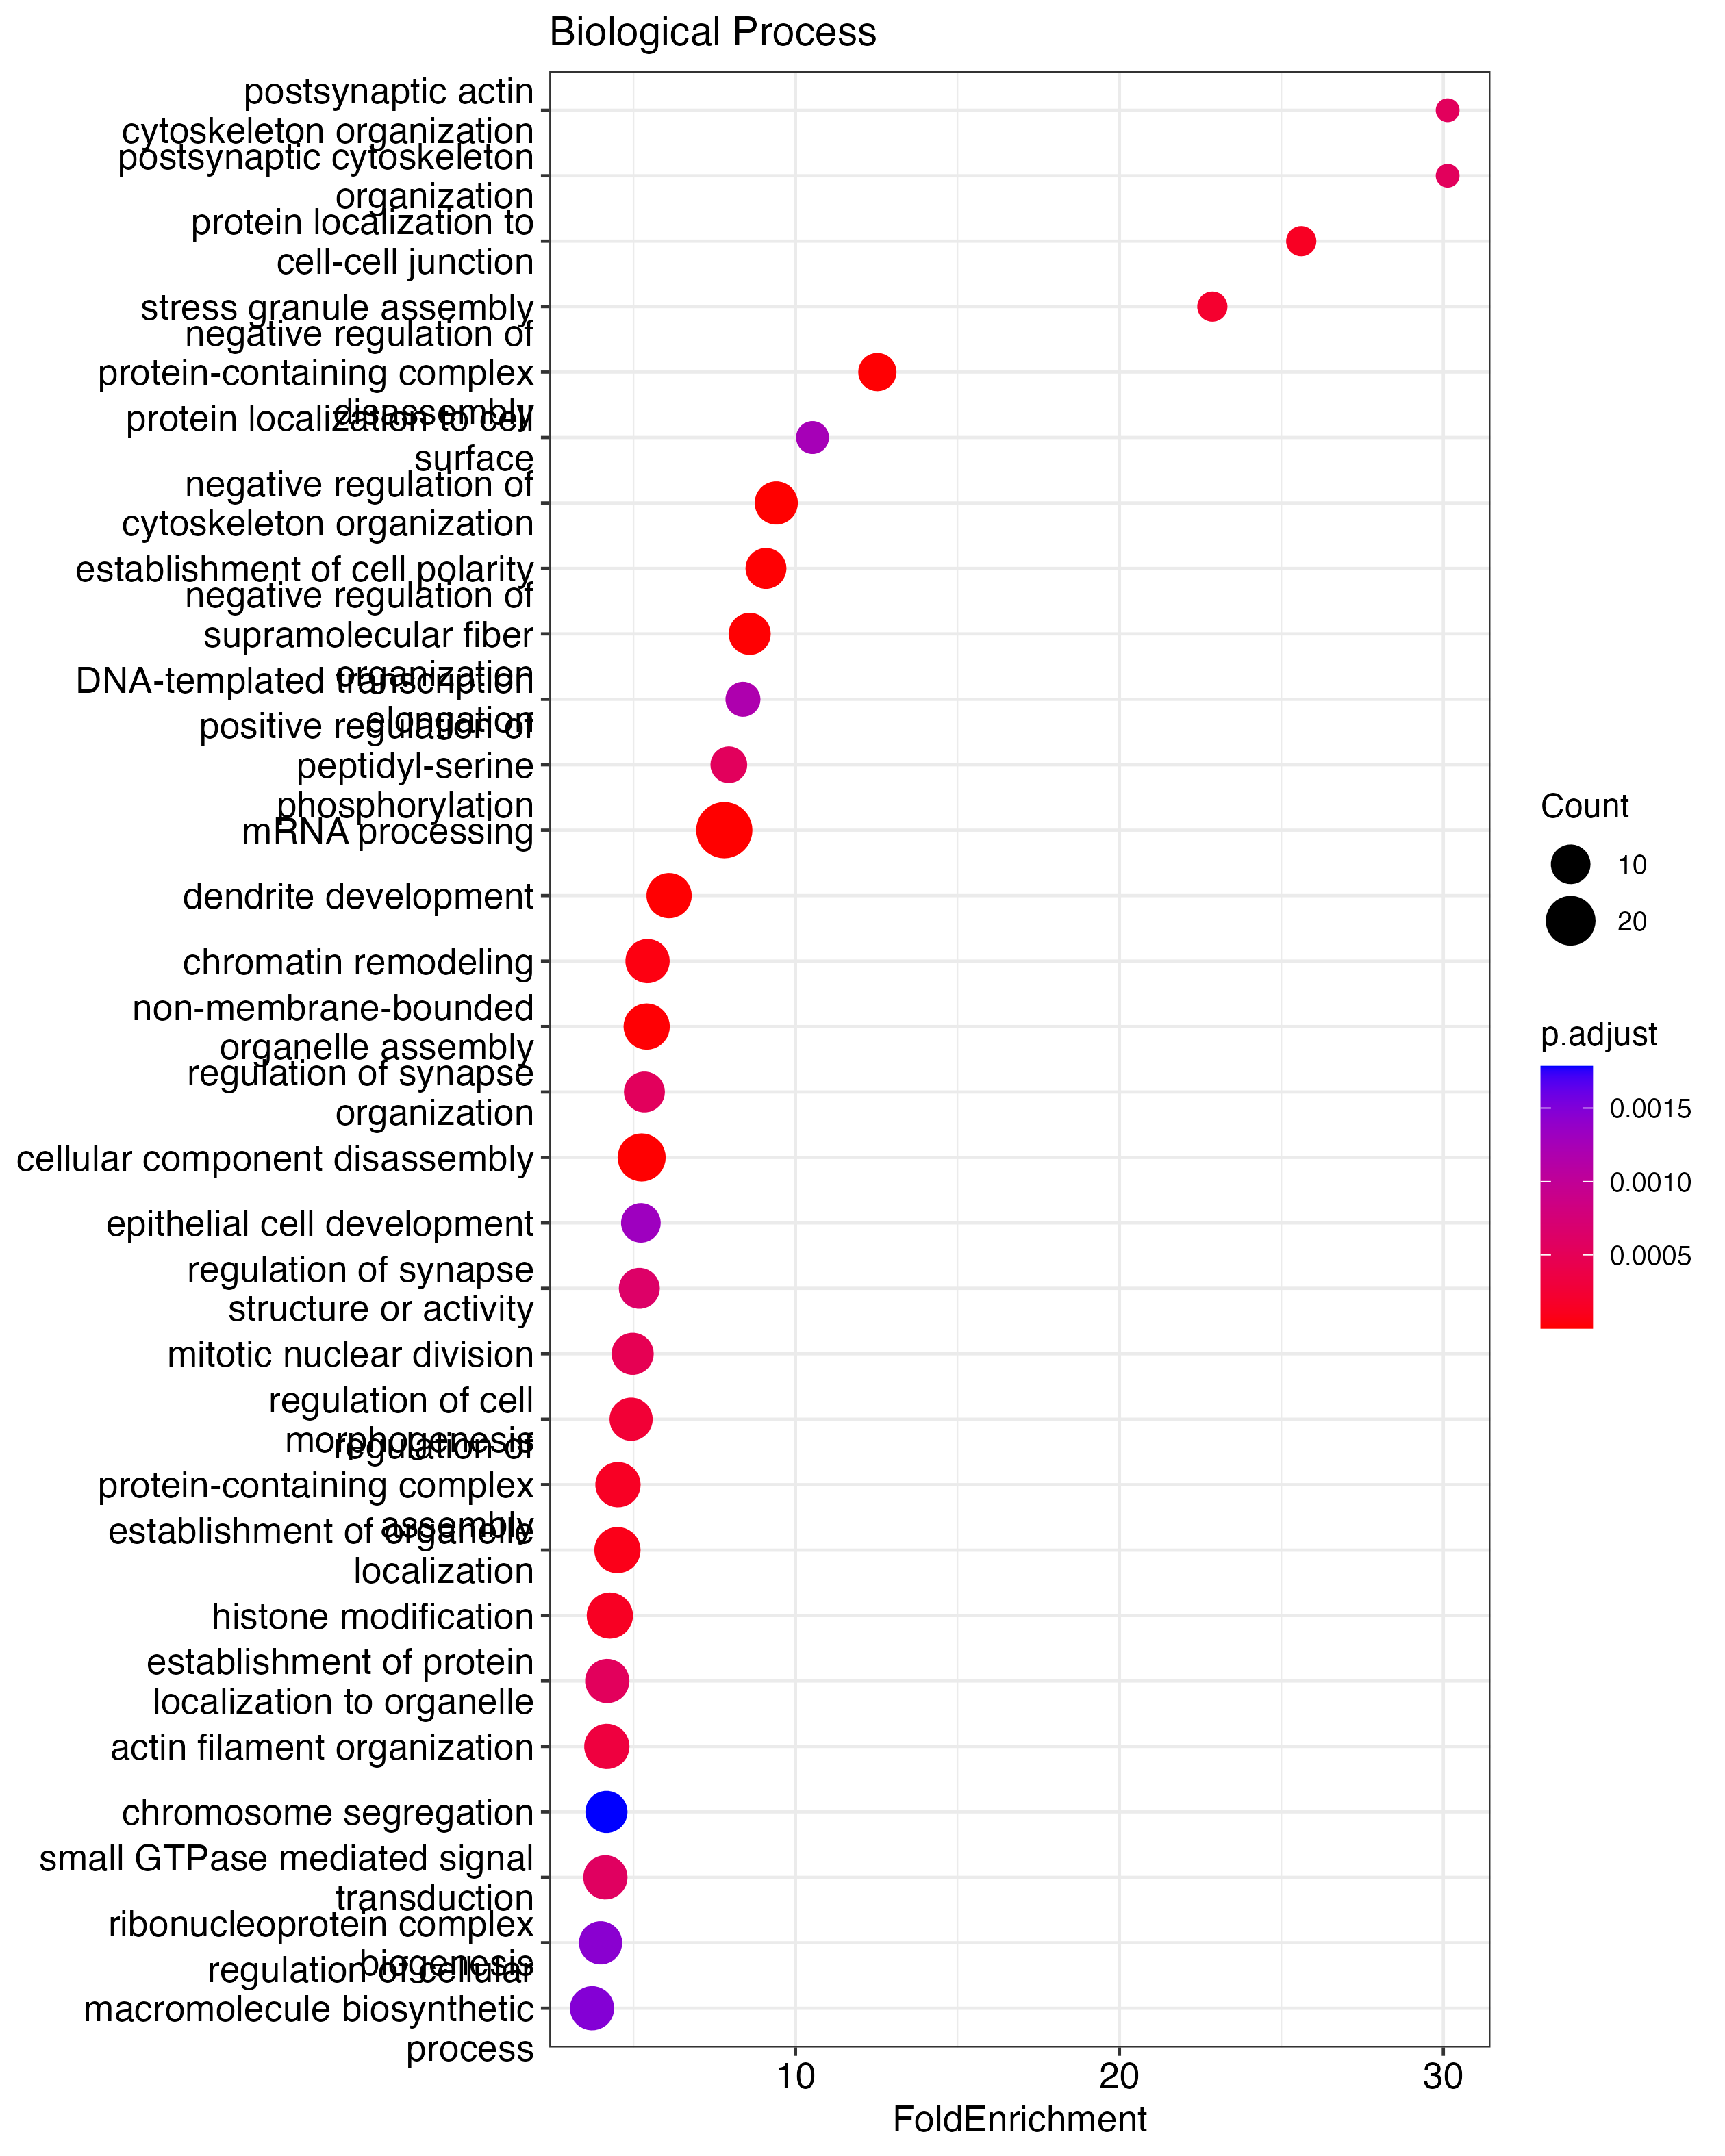 Biological Process
postsynaptic actin
cytoskeleton organization
postsynaptic cytoskeleton
organization
protein localization to
cell-cell junction
stress granule assembly
negative regulation of
protein-containing complex
disassembly
protein localization to cell
surface
negative regulation of
cytoskeleton organization
establishment of cell polarity
negative regulation of
supramolecular fiber
organization
DNA-templated transcription
elongation
positive regulation of
peptidyl-serine
phosphorylation
mRNA processing
dendrite development
chromatin remodeling
non-membrane-bounded
organelle assembly
regulation of synapse
organization
cellular component disassembly
epithelial cell development
regulation of synapse
structure or activity
mitotic nuclear division
regulation of cell
morphogenesis
regulation of
protein-containing complex
assembly
establishment of organelle
localization
histone modification
establishment of protein
localization to organelle
actin filament organization
chromosome segregation
small GTPase mediated signal
transduction
ribonucleoprotein complex
biogenesis
regulation of cellular
macromolecule biosynthetic
process
10
20
30
FoldEnrichment
Count
10
20
p.adjust
0.0015
0.0010
0.0005